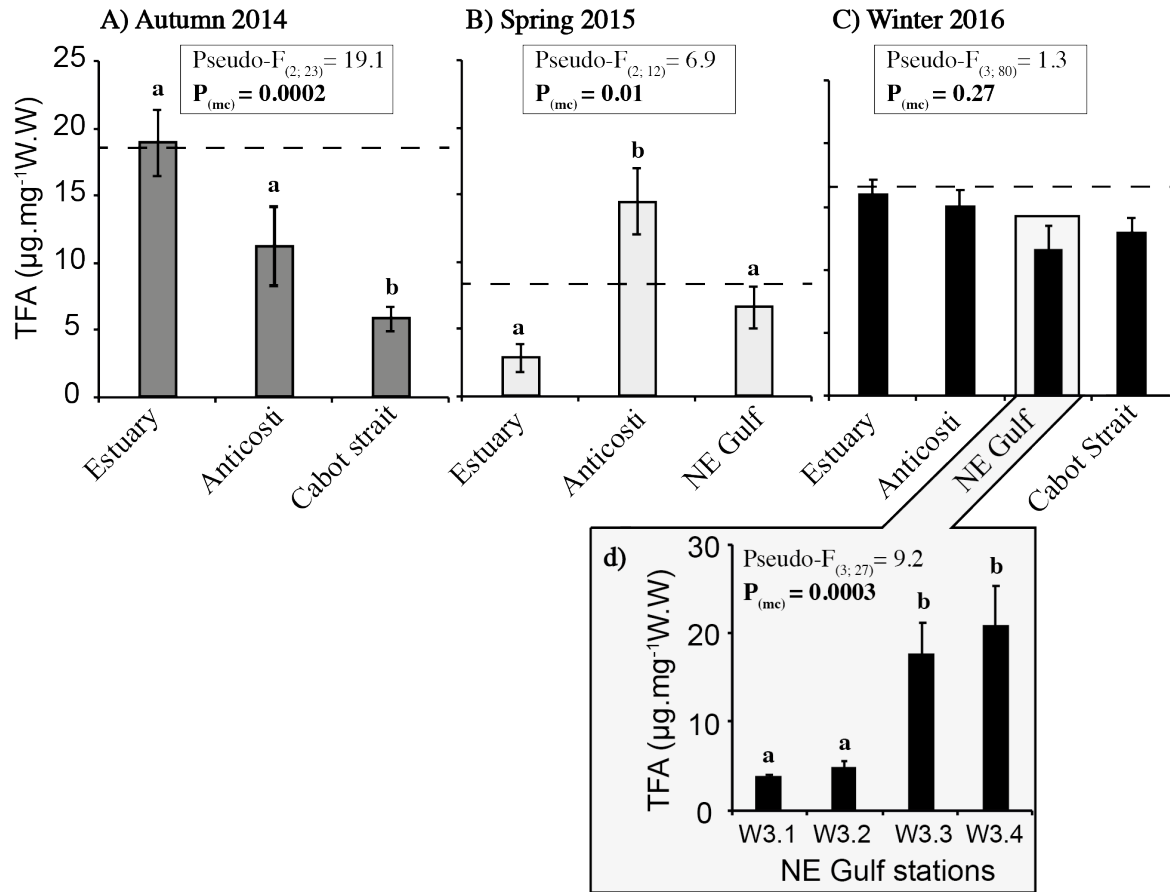 A) Autumn 2014
B) Spring 2015
C) Winter 2016
Pseudo-F(2; 23)= 19.1
P(mc) = 0.0002
Pseudo-F(2; 12)= 6.9
P(mc) = 0.01
Pseudo-F(3; 80)= 1.3
P(mc) = 0.27
TFA (µg.mg⁻¹W.W)
25
20
15
10
5
0
a
a
b
a
b
a
Estuary
Anticosti
Cabot strait
Estuary
Anticosti
NE Gulf
Estuary
Anticosti
NE Gulf
Cabot Strait
d)
Pseudo-F(3; 27)= 9.2
P(mc) = 0.0003
TFA (µg.mg⁻¹W.W)
30
20
10
0
a
a
b
b
W3.1
W3.2
W3.3
W3.4
NE Gulf stations